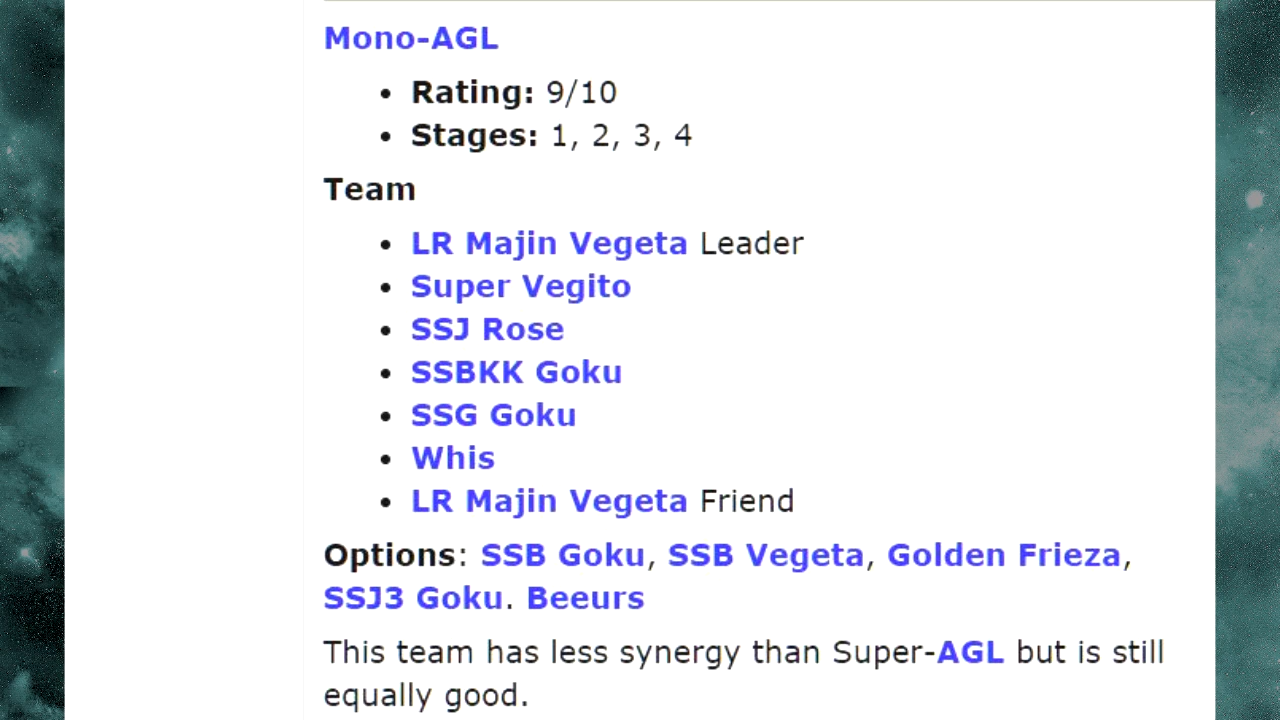 Mono-AGL
• Rating: 9/10
• Stages: 1, 2, 3, 4
Team
• LR Majin Vegeta Leader
• Super Vegito
• SSJ Rose
• SSBKK Goku
• SSG Goku
• Whis
• LR Majin Vegeta Friend
Options: SSB Goku, SSB Vegeta, Golden Frieza,
SSJ3 Goku. Beeurs
This team has less synergy than Super-AGL but is still
equally good.